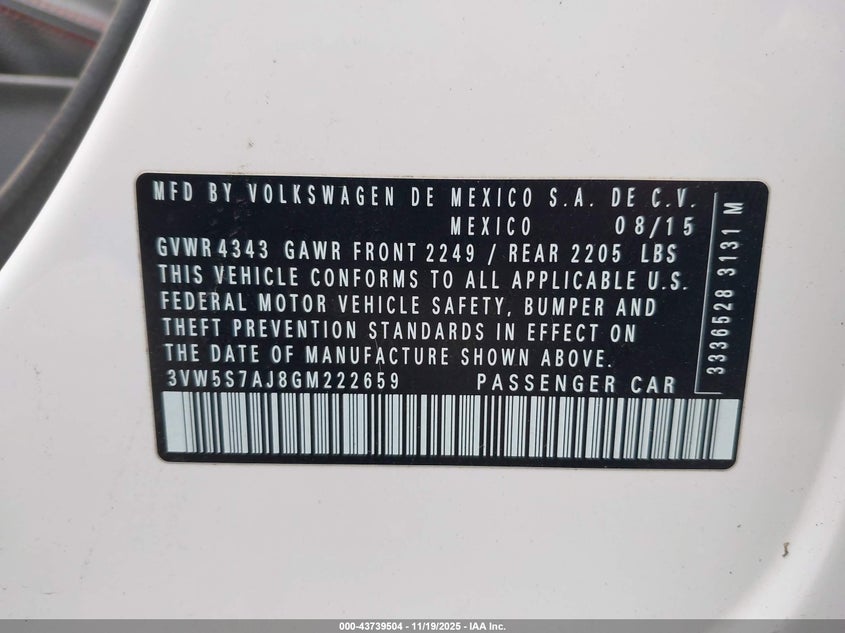 MFD BY VOLKSWAGEN DE MEXICO S.A. DE C.V.
MEXICO 08/15
GVWR 4343 GAWR FRONT 2249 / REAR 2205 LBS
THIS VEHICLE CONFORMS TO ALL APPLICABLE U.S.
FEDERAL MOTOR VEHICLE SAFETY, BUMPER AND
THEFT PREVENTION STANDARDS IN EFFECT ON
THE DATE OF MANUFACTURE SHOWN ABOVE.
3VW5S7AJ8GM222659 PASSENGER CAR
3336528 3131 M
000-43739504 - 11/19/2025 - IAA Inc.